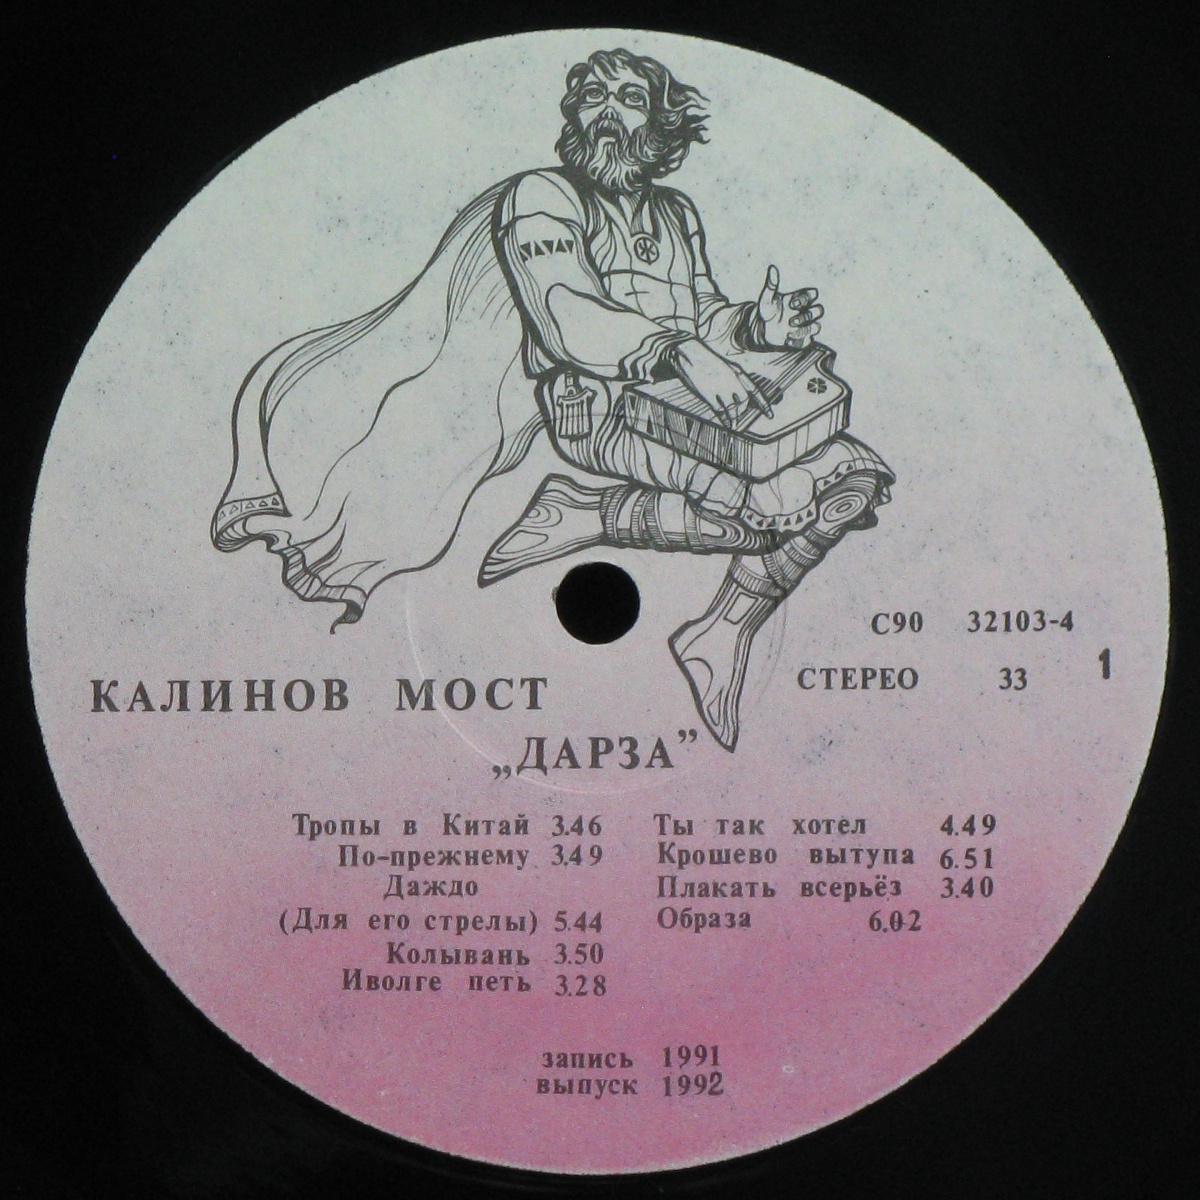 С90 32103-4
СТЕРЕО 33
1
КАЛИНОВ МОСТ
„ДАРЗА”
Тропы в Китай 3.46
По-прежнему 3.49
Даждо
(Для его стрелы) 5.44
Колывань 3.50
Иволге петь 3.28
Ты так хотел 4.49
Крошево вытупа 6.51
Плакать всерьёз 3.40
Образа 6.02
запись 1991
выпуск 1992